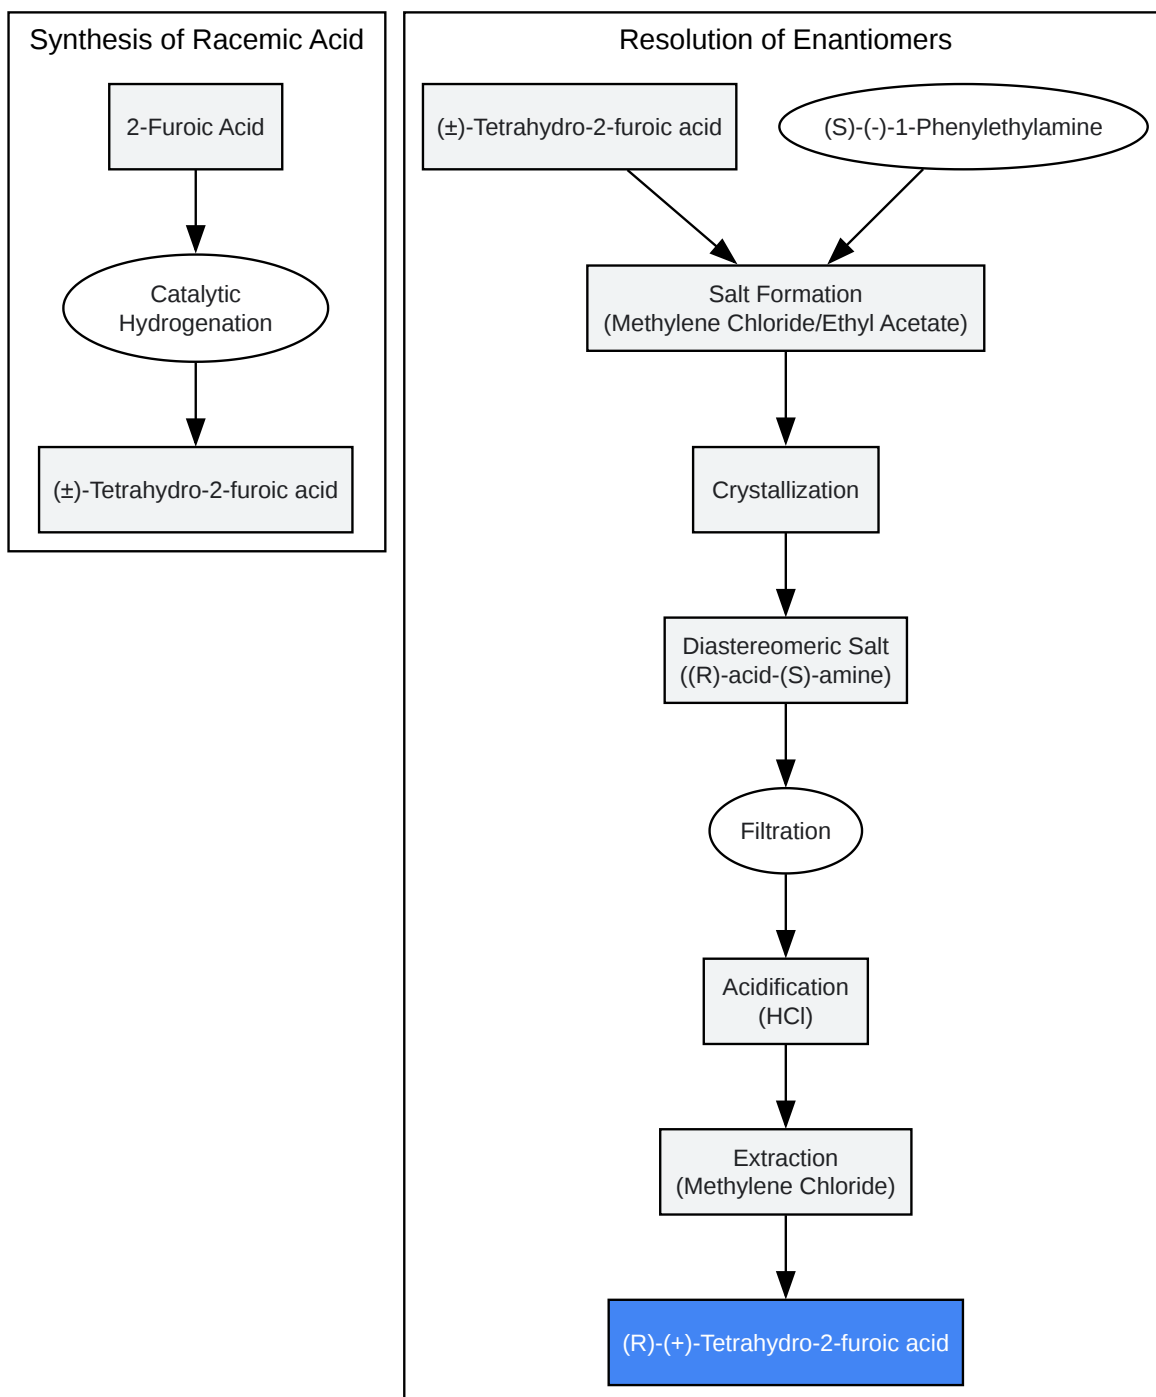 Synthesis of Racemic Acid
2-Furoic Acid
Catalytic
Hydrogenation
(±)-Tetrahydro-2-furoic acid
Resolution of Enantiomers
(±)-Tetrahydro-2-furoic acid
(S)-(-)-1-Phenylethylamine
Salt Formation
(Methylene Chloride/Ethyl Acetate)
Crystallization
Diastereomeric Salt
((R)-acid-(S)-amine)
Filtration
Acidification
(HCl)
Extraction
(Methylene Chloride)
(R)-(+)-Tetrahydro-2-furoic acid